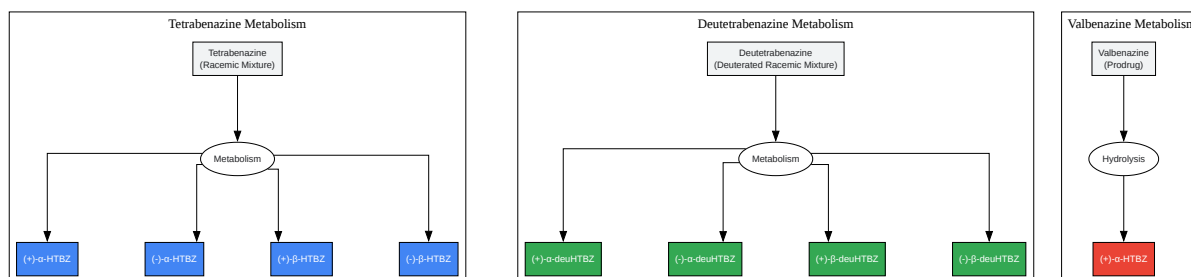 Tetrabenazine Metabolism
Tetrabenazine
(Racemic Mixture)
Metabolism
(+)-α-HTBZ
(-)-α-HTBZ
(+)-β-HTBZ
(-)-β-HTBZ
Deutetrabenazine Metabolism
Deutetrabenazine
(Deuterated Racemic Mixture)
Metabolism
(+)-α-deuHTBZ
(-)-α-deuHTBZ
(+)-β-deuHTBZ
(-)-β-deuHTBZ
Valbenazine Metabolism
Valbenazine
(Prodrug)
Hydrolysis
(+)-α-HTBZ